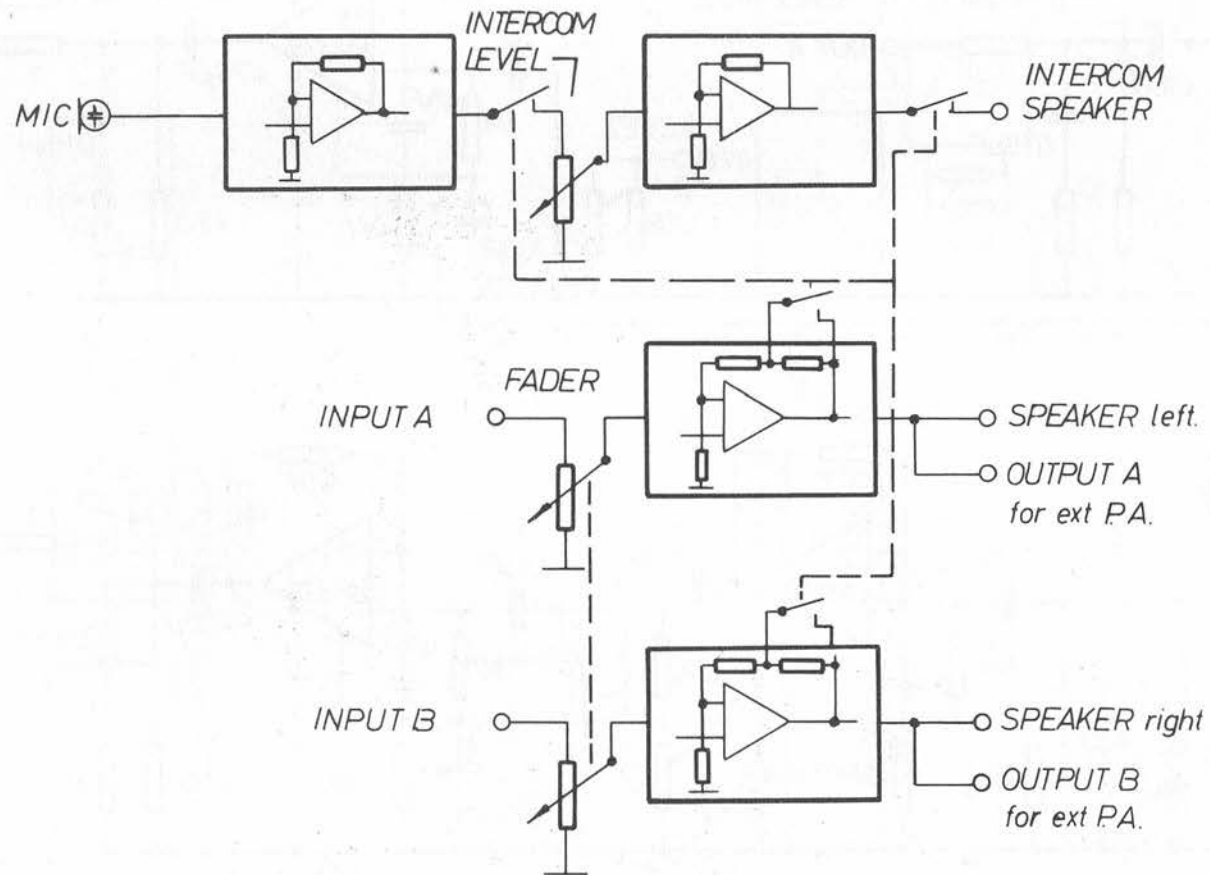 INTERCOM
LEVEL
MIC
INTERCOM
SPEAKER
FADER
INPUT A
SPEAKER left.
OUTPUT A
for ext P.A.
INPUT B
SPEAKER right
OUTPUT B
for ext P.A.